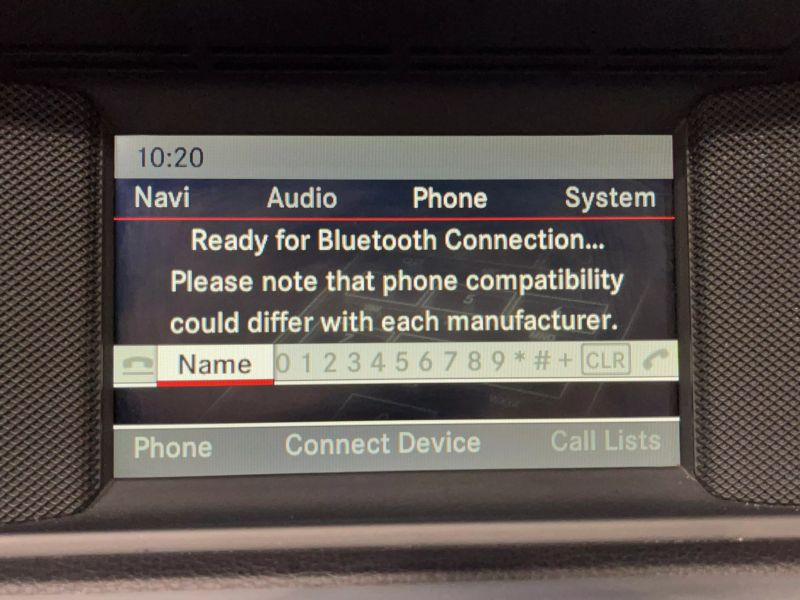 10:20
Navi Audio Phone System
Ready for Bluetooth Connection...
Please note that phone compatibility
could differ with each manufacturer.
Name 0 1 2 3 4 5 6 7 8 9 * # + CLR
Phone Connect Device Call Lists